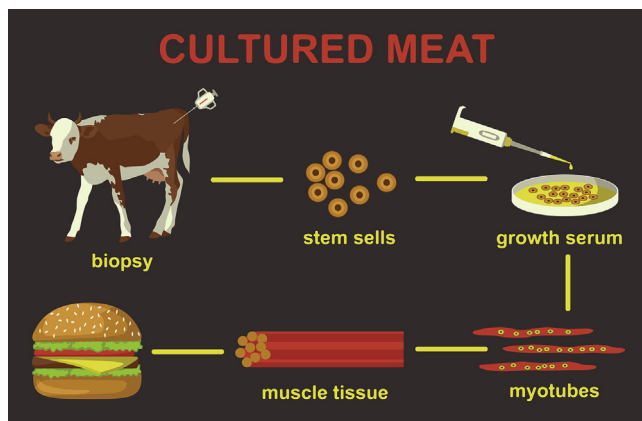 CULTURED MEAT
biopsy
stem sells
growth serum
muscle tissue
myotubes